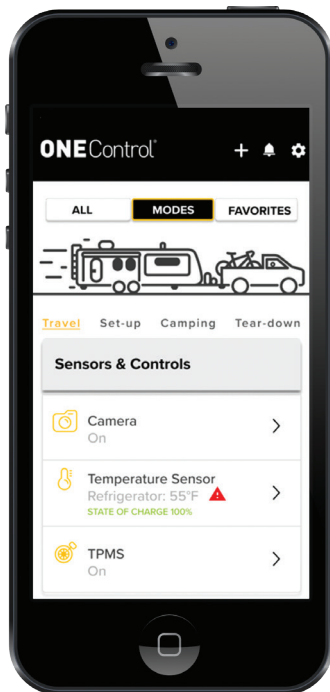 ONEControl®
ALL MODES FAVORITES
Travel Set-up Camping Tear-down
Sensors & Controls
Camera
On
Temperature Sensor
Refrigerator: 55°F
STATE OF CHARGE 100%
TPMS
On